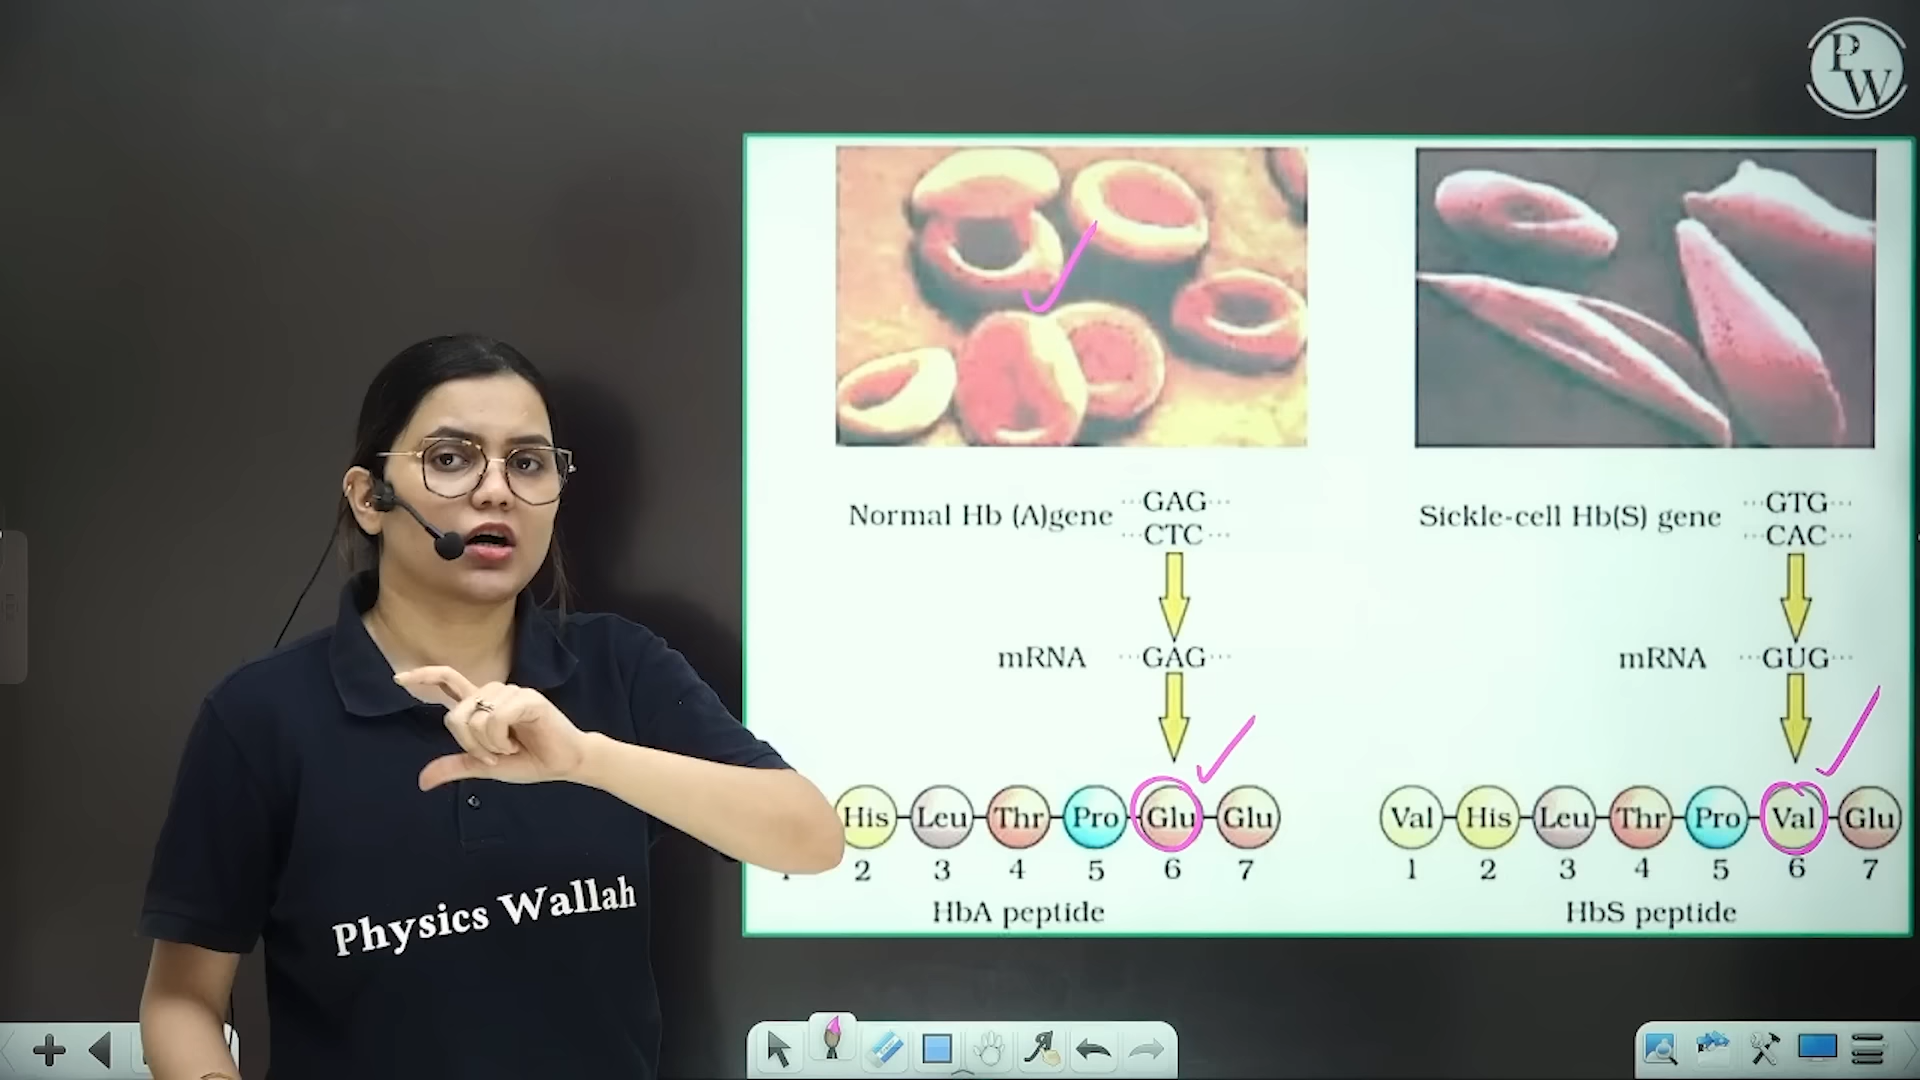 PW
Normal Hb (A)gene
···GAG···
···CTC···
Sickle-cell Hb(S) gene
···GTG···
···CAC···
mRNA ···GAG···
mRNA ···GUG···
His Leu Thr Pro Glu Glu
2 3 4 5 6 7
HbA peptide
Val His Leu Thr Pro Val Glu
1 2 3 4 5 6 7
HbS peptide
Physics Wallah